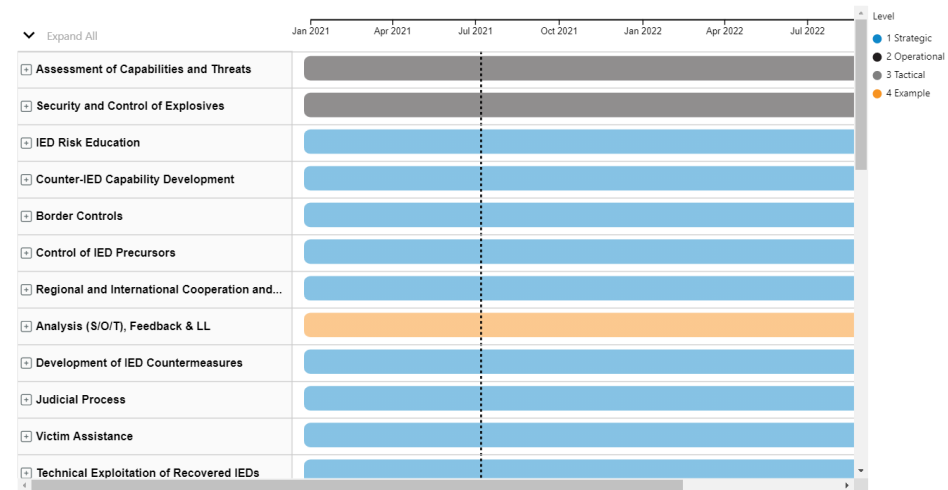 Expand All
Jan 2021 Apr 2021 Jul 2021 Oct 2021 Jan 2022 Apr 2022 Jul 2022
Assessment of Capabilities and Threats
Security and Control of Explosives
IED Risk Education
Counter-IED Capability Development
Border Controls
Control of IED Precursors
Regional and International Cooperation and...
Analysis (S/O/T), Feedback & LL
Development of IED Countermeasures
Judicial Process
Victim Assistance
Technical Exploitation of Recovered IEDs
Level
1 Strategic
2 Operational
3 Tactical
4 Example